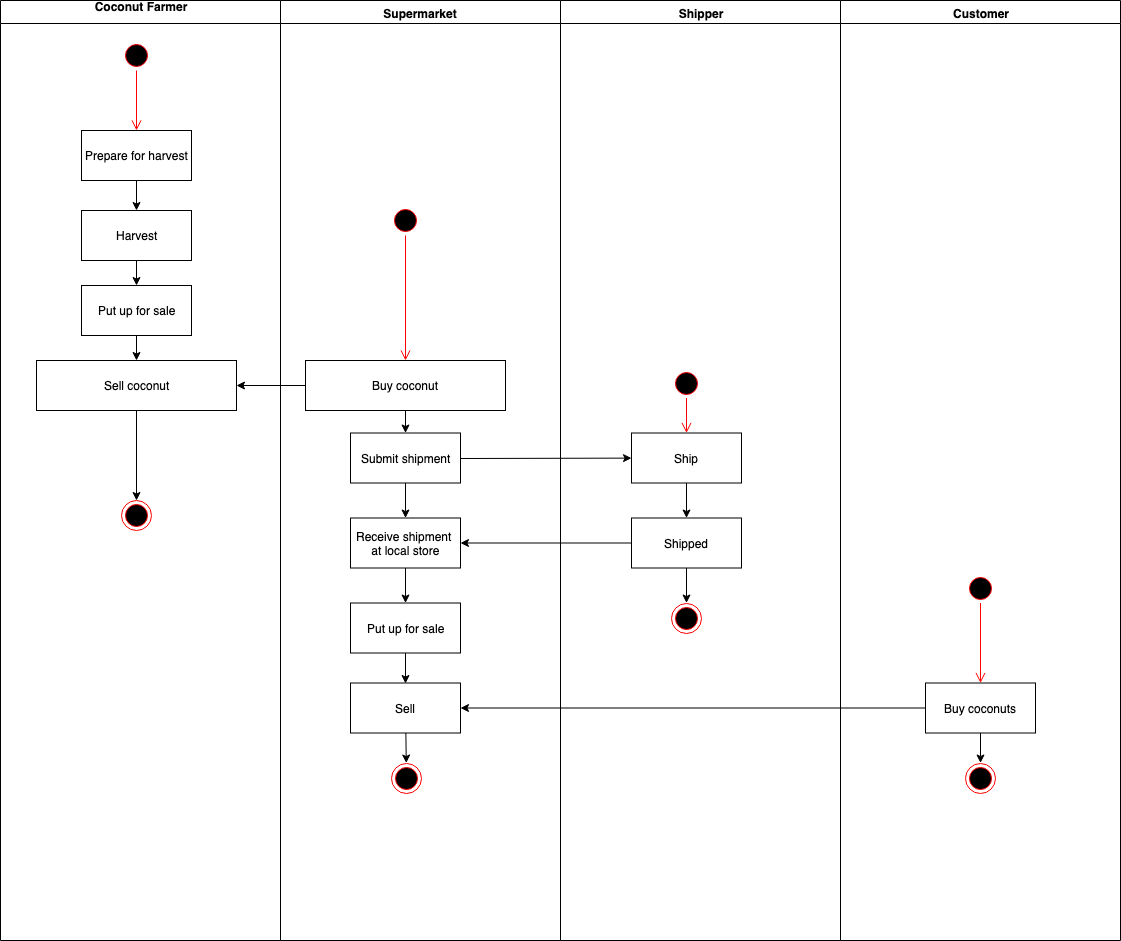 Coconut Farmer
Supermarket
Shipper
Customer
Prepare for harvest
Harvest
Put up for sale
Sell coconut
Buy coconut
Submit shipment
Ship
Receive shipment
at local store
Shipped
Put up for sale
Sell
Buy coconuts